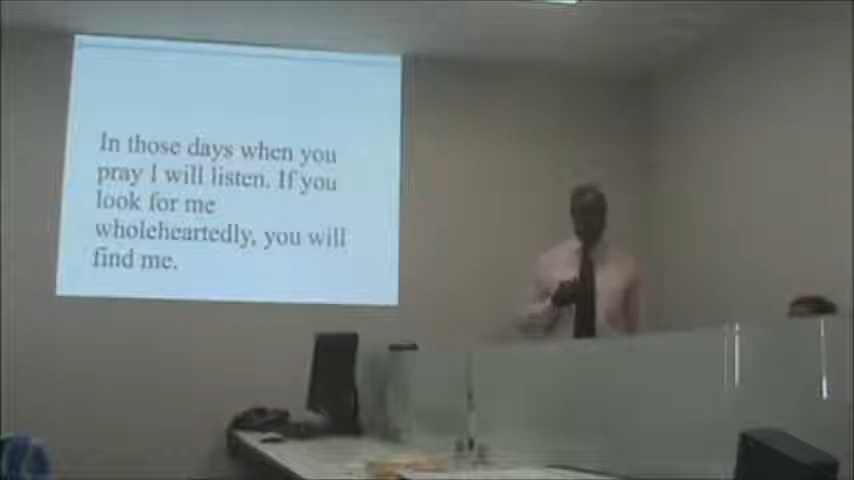 In those days when you
pray I will listen. If you
look for me
wholeheartedly, you will
find me.